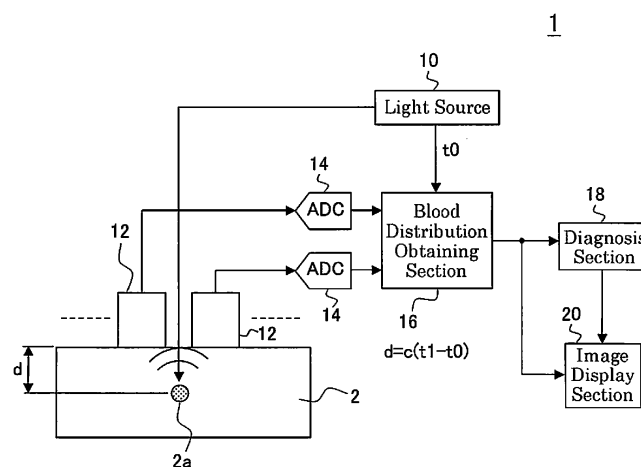 1
10
Light Source
t0
14
ADC
Blood
Distribution
Obtaining
Section
18
Diagnosis
Section
12
ADC
14
16
d=c(t1-t0)
12
20
Image
Display
Section
d
2
2a